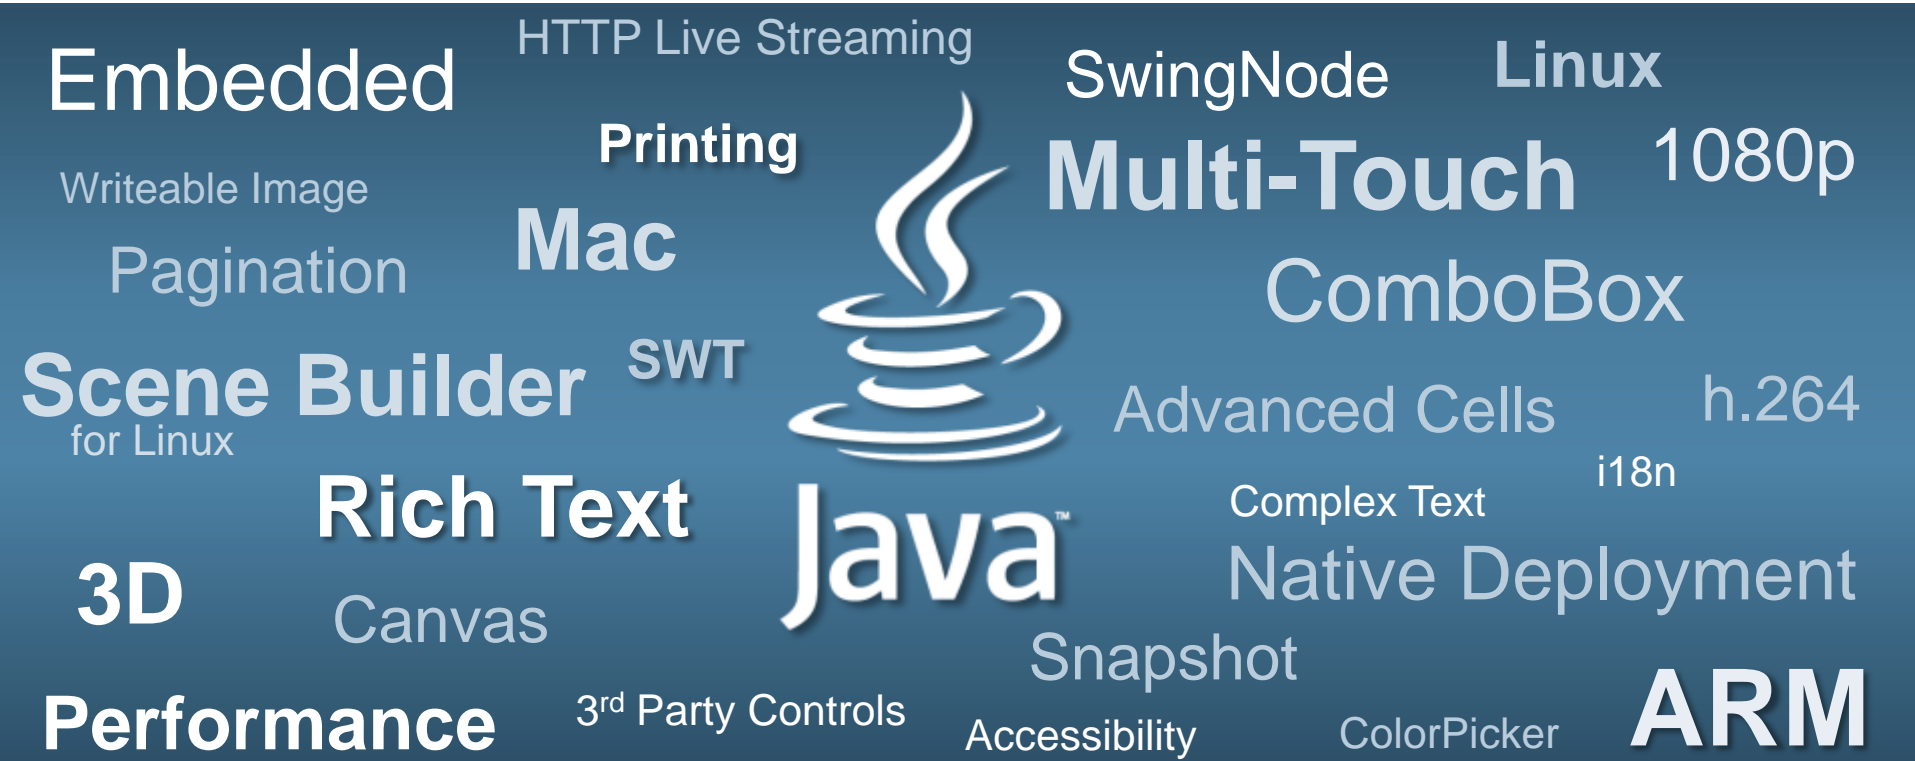 HTTP Live Streaming
Embedded
SwingNode
Linux
Printing
Multi-Touch
1080p
Writeable Image
Mac
Pagination
ComboBox
Scene Builder
for Linux
SWT
Advanced Cells
h.264
i18n
Complex Text
Rich Text
Java™
3D
Canvas
Native Deployment
Snapshot
Performance
3rd Party Controls
Accessibility
ColorPicker
ARM